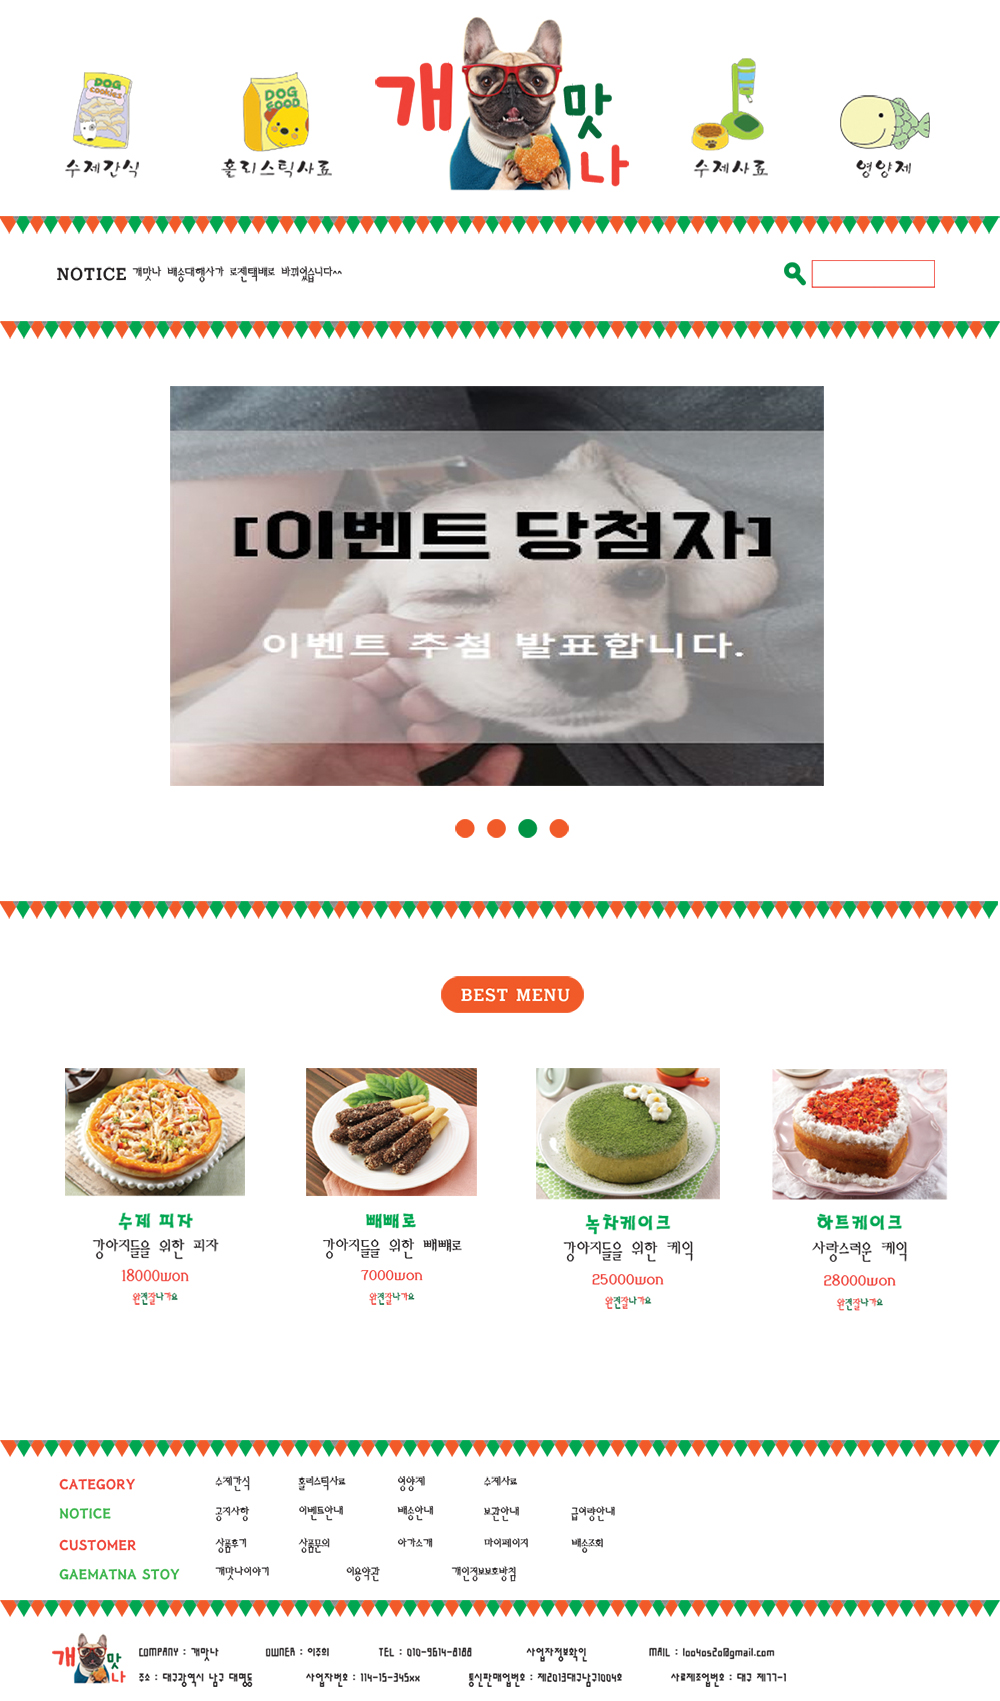 DOG
cookies
DOG
FOOD
개
맛
나
수제간식
홀리스틱사료
수제사료
영양제
NOTICE 개맛나 배송대행사가 로젠택배로 바뀌었습니다^^
[이벤트 당첨자]
이벤트 추첨 발표합니다.
BEST MENU
수제 피자
강아지들을 위한 피자
18000won
완전잘나가요
빼빼로
강아지들을 위한 빼빼로
7000won
완전잘나가요
녹차케이크
강아지들을 위한 케익
25000won
완전잘나가요
하트케이크
사랑스러운 케익
28000won
완전잘나가요
CATEGORY 수제간식 홀리스틱사료 영양제 수제사료
NOTICE 공지사항 이벤트안내 배송안내 보관안내 급여량안내
CUSTOMER 상품후기 상품문의 아가소개 마이페이지 배송조회
GAEMATNA STOY 개맛나이야기 이용약관 개인정보보호방침
개
맛
나
COMPANY : 개맛나 OWNER : 이주희 TEL : 010-9614-8188 사업자정보확인 MAIL : loo4os2o@gmail.com
주소 : 대구광역시 남구 대명동 사업자번호 : 114-15-345xx 통신판매업번호 : 제2013대구남구1004호 사료제조업번호 : 대구 제77-1